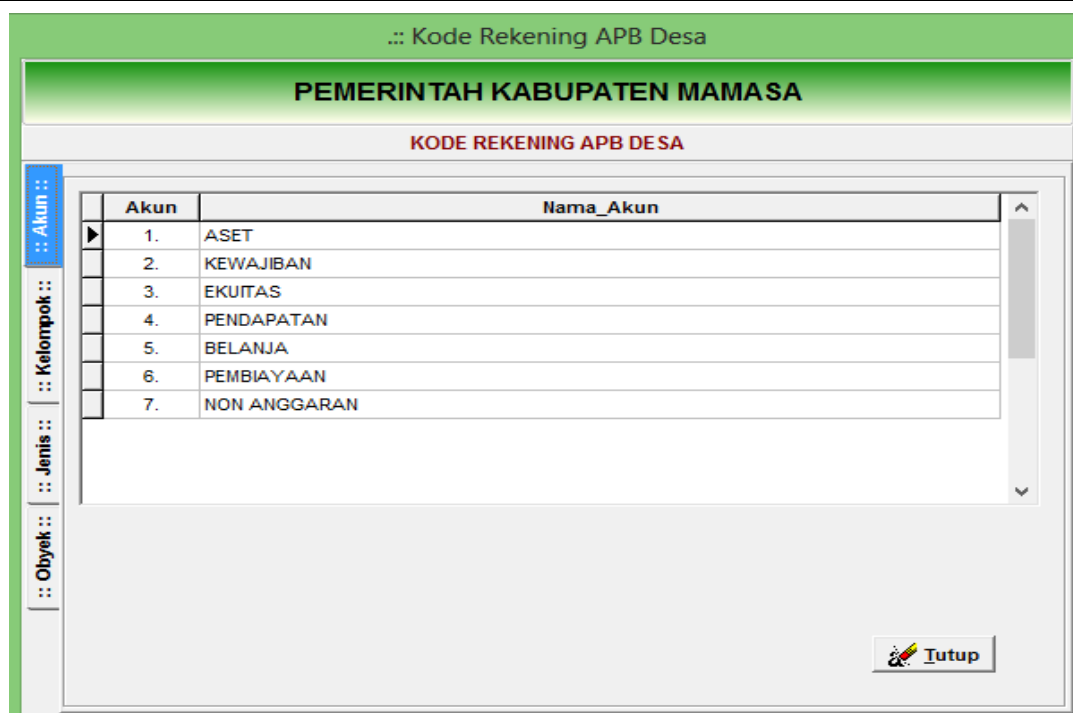 .:: Kode Rekening APB Desa
PEMERINTAH KABUPATEN MAMASA
KODE REKENING APB DESA
:: Akun ::
:: Kelompok ::
:: Jenis ::
:: Obyek ::
Akun Nama_Akun
1. ASET
2. KEWAJIBAN
3. EKUITAS
4. PENDAPATAN
5. BELANJA
6. PEMBIAYAAN
7. NON ANGGARAN
Tutup